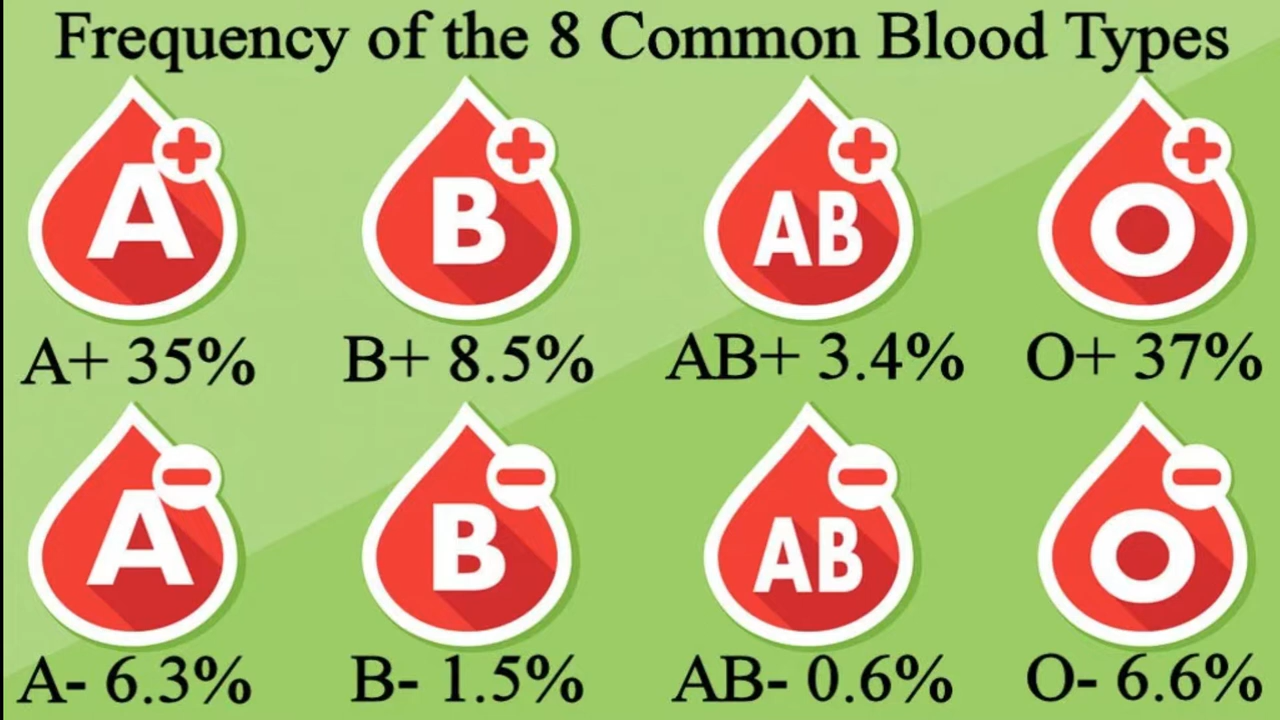 Frequency of the 8 Common Blood Types
A B AB O
A+ 35% B+ 8.5% AB+ 3.4% O+ 37%
A B AB O
A- 6.3% B- 1.5% AB- 0.6% O- 6.6%